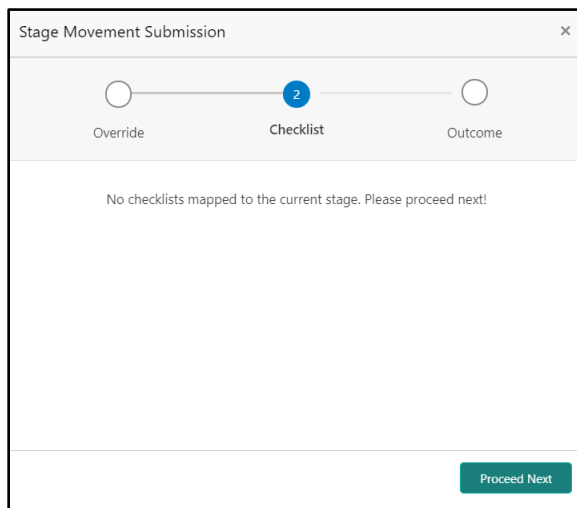 Stage Movement Submission ×
2
Override Checklist Outcome
No checklists mapped to the current stage. Please proceed next!
Proceed Next